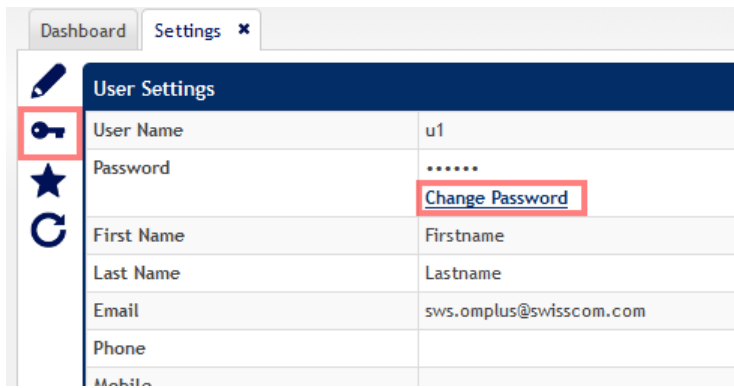 Dashboard Settings ×
User Settings
User Name u1
Password ••••••
Change Password
First Name Firstname
Last Name Lastname
Email sws.omplus@swisscom.com
Phone
Mobile